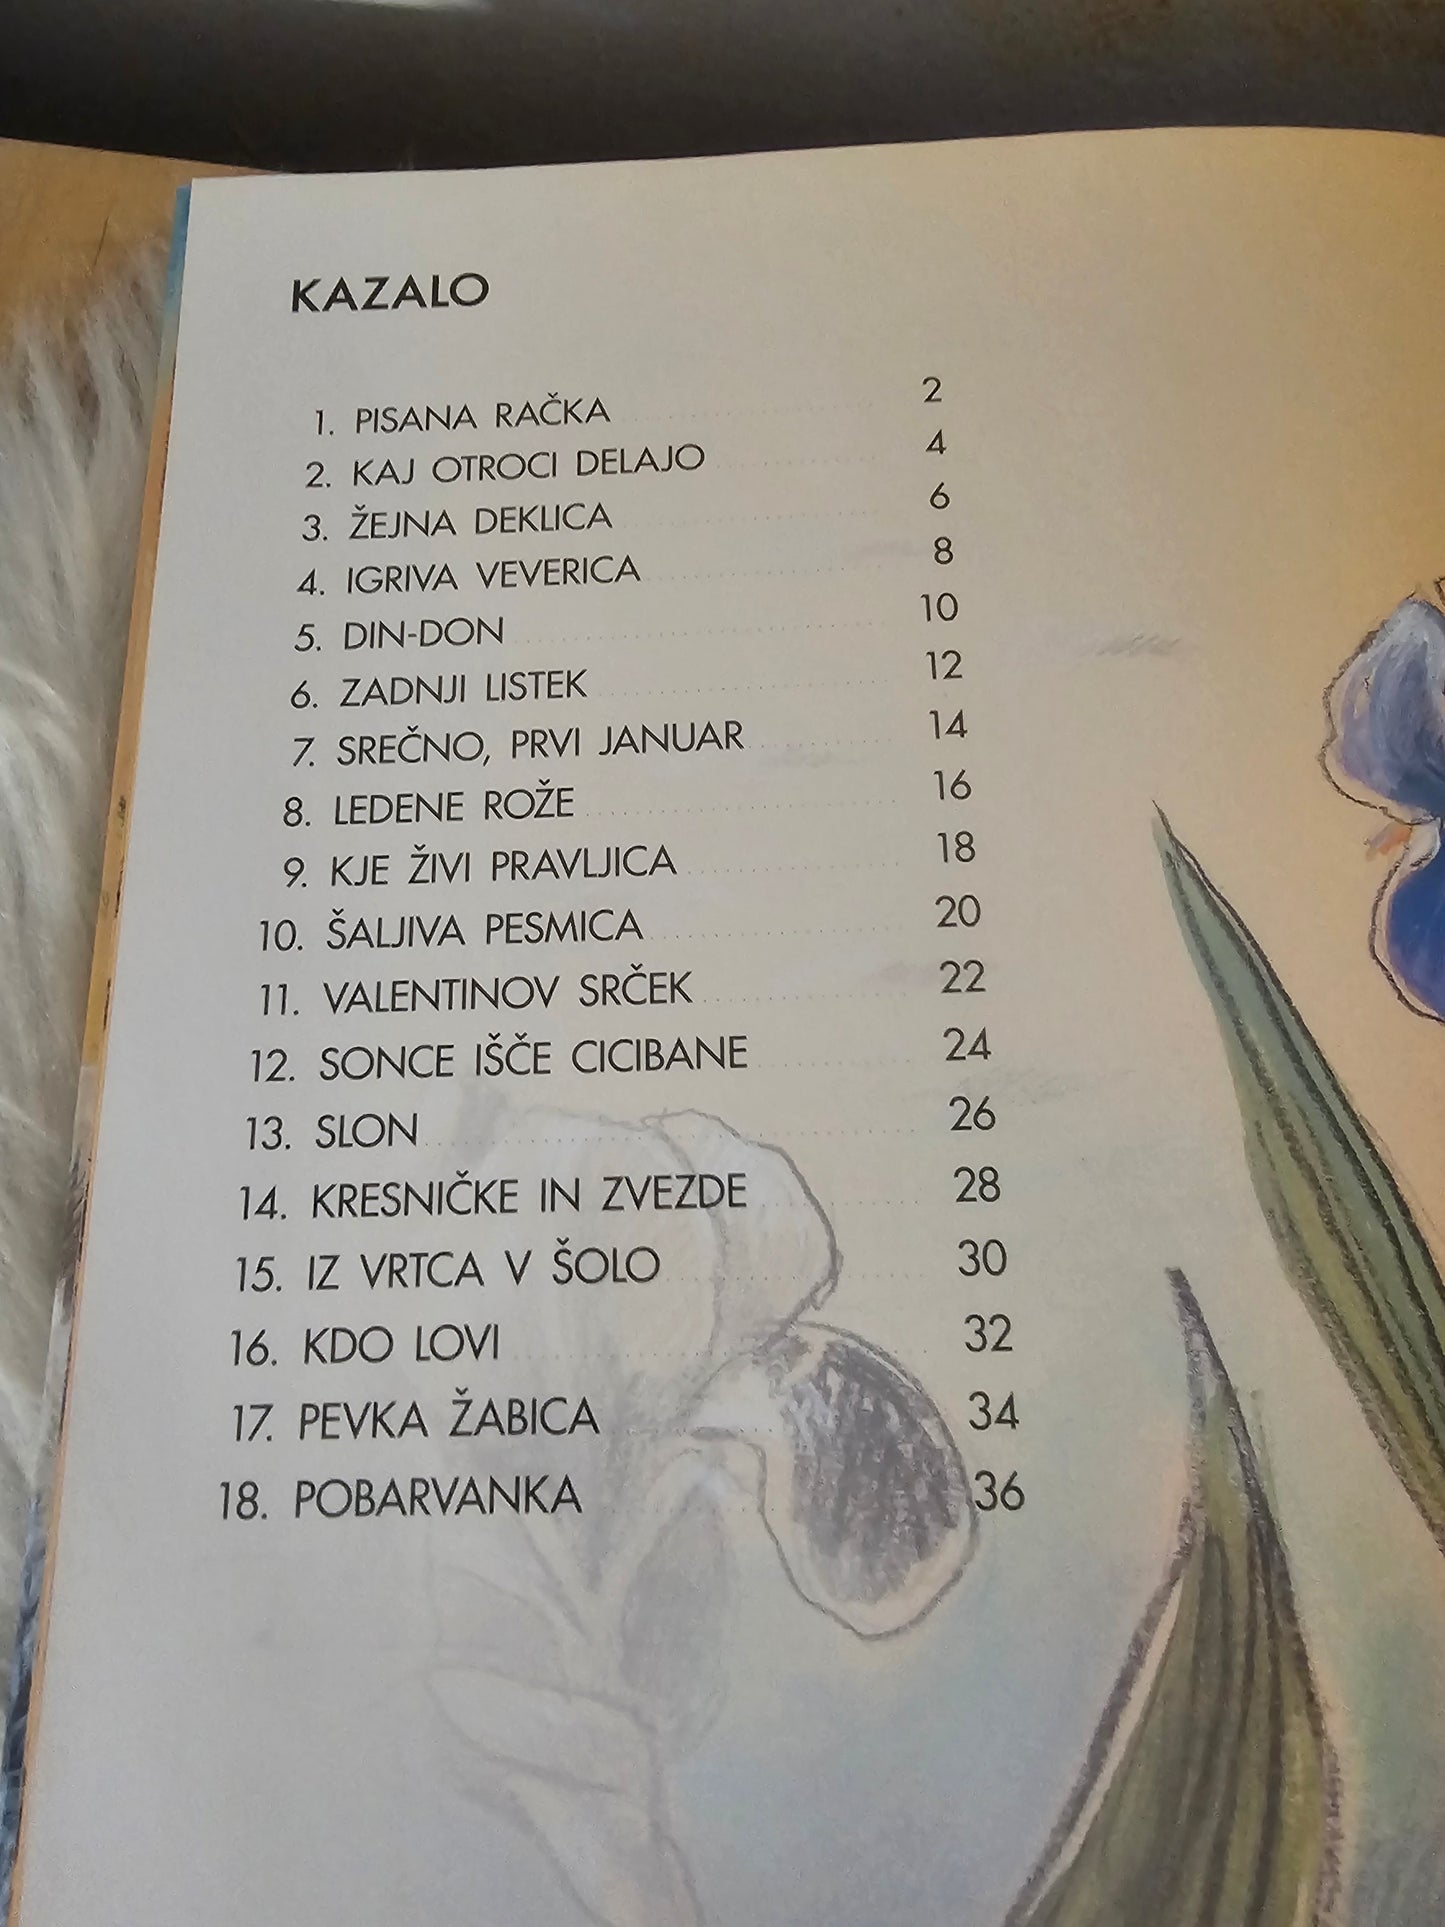 KAZALO
1. PISANA RAČKA 2
2. KAJ OTROCI DELAJO 4
3. ŽEJNA DEKLICA 6
4. IGRIVA VEVERICA 8
5. DIN-DON 10
6. ZADNJI LISTEK 12
7. SREČNO, PRVI JANUAR 14
8. LEDENE ROŽE 16
9. KJE ŽIVI PRAVLJICA 18
10. ŠALJIVA PESMICA 20
11. VALENTINOV SRČEK 22
12. SONCE IŠČE CICIBANE 24
13. SLON 26
14. KRESNIČKE IN ZVEZDE 28
15. IZ VRTCA V ŠOLO 30
16. KDO LOVI 32
17. PEVKA ŽABICA 34
18. POBARVANKA 36